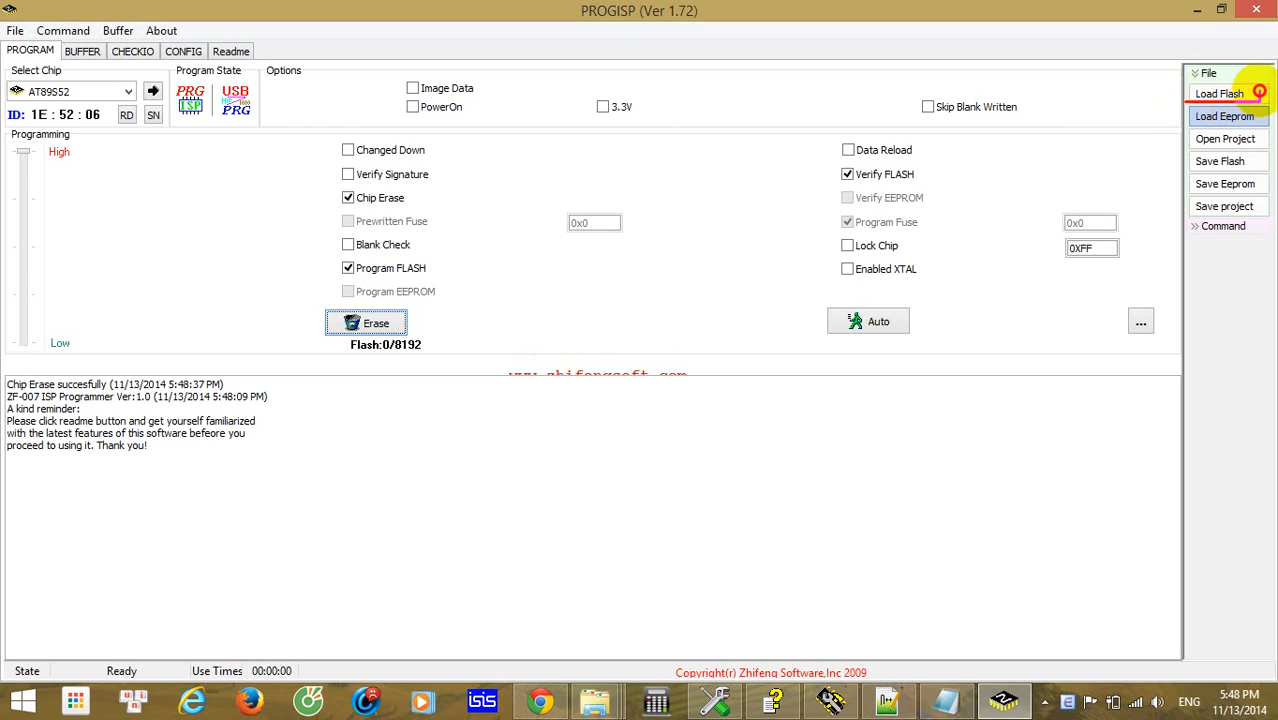 PROGISP (Ver 1.72)
File Command Buffer About
PROGRAM BUFFER CHECKIO CONFIG Readme
Select Chip
AT89S52
ID: 1E : 52 : 06 RD SN
Program State
PRG ISP
USB PRG
Options
Image Data
PowerOn 3.3V Skip Blank Written
Programming
High
Low
Changed Down
Verify Signature
Chip Erase
Prewritten Fuse 0x0
Blank Check
Program FLASH
Program EEPROM
Erase
Flash:0/8192
Data Reload
Verify FLASH
Verify EEPROM
Program Fuse 0x0
Lock Chip 0XFF
Enabled XTAL
Auto ...
www.zhifengsoft.com
Chip Erase succesfully (11/13/2014 5:48:37 PM)
ZF-007 ISP Programmer Ver:1.0 (11/13/2014 5:48:09 PM)
A kind reminder:
Please click readme button and get yourself familiarized
with the latest features of this software befeore you
proceed to using it. Thank you!
File
Load Flash
Load Eeprom
Open Project
Save Flash
Save Eeprom
Save project
Command
State Ready Use Times 00:00:00 Copyright(r) Zhifeng Software,Inc 2009
isis
ENG
5:48 PM
11/13/2014